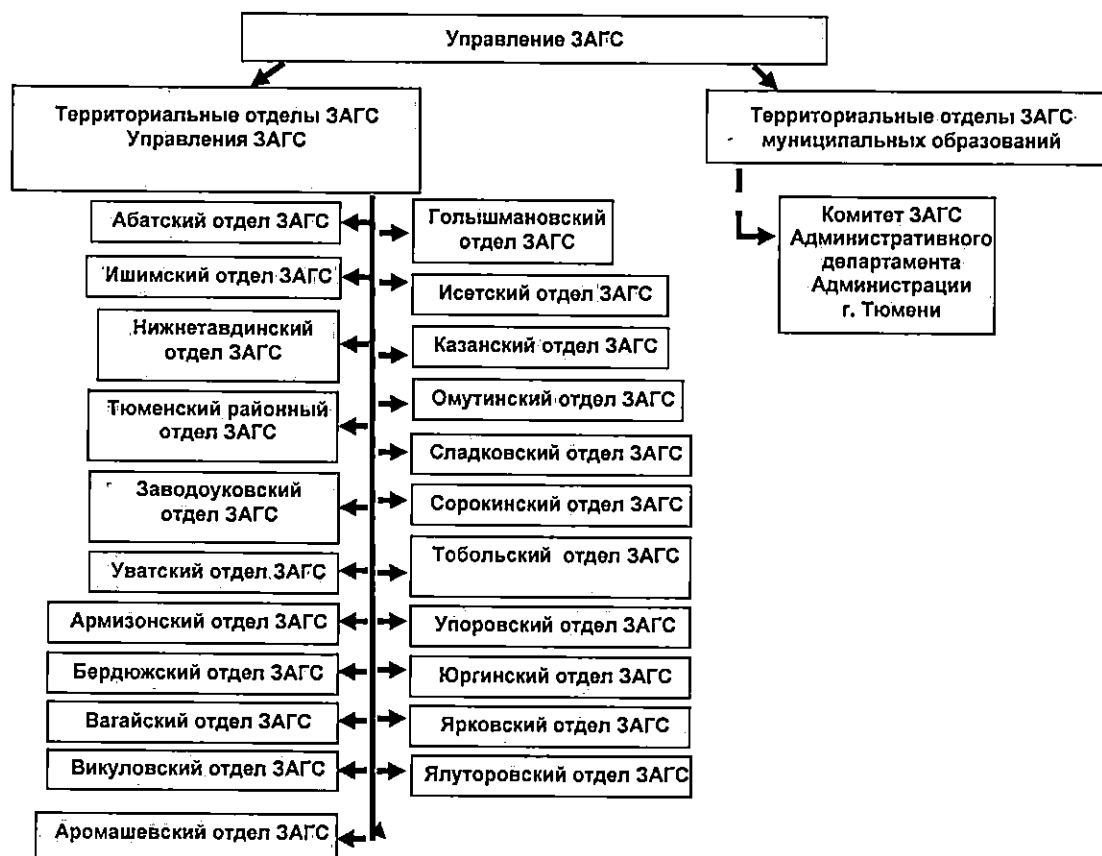 Управление ЗАГС
Территориальные отделы ЗАГС
Управления ЗАГС
Территориальные отделы ЗАГС
муниципальных образований
Абатский отдел ЗАГС
Ишимский отдел ЗАГС
Нижнетавдинский
отдел ЗАГС
Тюменский районный
отдел ЗАГС
Заводоуковский
отдел ЗАГС
Уватский отдел ЗАГС
Армизонский отдел ЗАГС
Бердюжский отдел ЗАГС
Вагайский отдел ЗАГС
Викуловский отдел ЗАГС
Аромашевский отдел ЗАГС
Голышмановский
отдел ЗАГС
Исетский отдел ЗАГС
Казанский отдел ЗАГС
Омутинский отдел ЗАГС
Сладковский отдел ЗАГС
Сорокинский отдел ЗАГС
Тобольский отдел ЗАГС
Упоровский отдел ЗАГС
Юргинский отдел ЗАГС
Ярковский отдел ЗАГС
Ялуторовский отдел ЗАГС
Комитет ЗАГС
Административного
департамента
Администрации
г. Тюмени